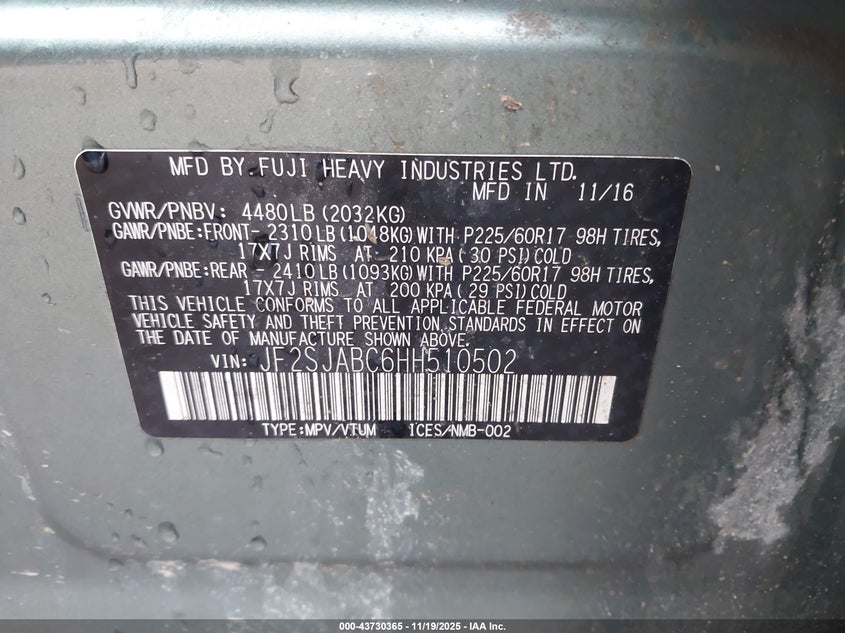 MFD BY FUJI HEAVY INDUSTRIES LTD.
MFD IN 11/16
GVWR/PNBV: 4480LB (2032KG)
GAWR/PNBE:FRONT- 2310LB (1048KG) WITH P225/60R17 98H TIRES,
17X7J RIMS AT 210 KPA (30 PSI) COLD
GAWR/PNBE:REAR - 2410LB (1093KG) WITH P225/60R17 98H TIRES,
17X7J RIMS AT 200 KPA (29 PSI) COLD
THIS VEHICLE CONFORMS TO ALL APPLICABLE FEDERAL MOTOR
VEHICLE SAFETY AND THEFT PREVENTION STANDARDS IN EFFECT ON
THE DATE OF MANUFACTURE SHOWN ABOVE.
VIN: JF2SJABC6HH510502
TYPE:MPV/VTUM ICES/NMB-002
000-43730365 - 11/19/2025 - IAA Inc.